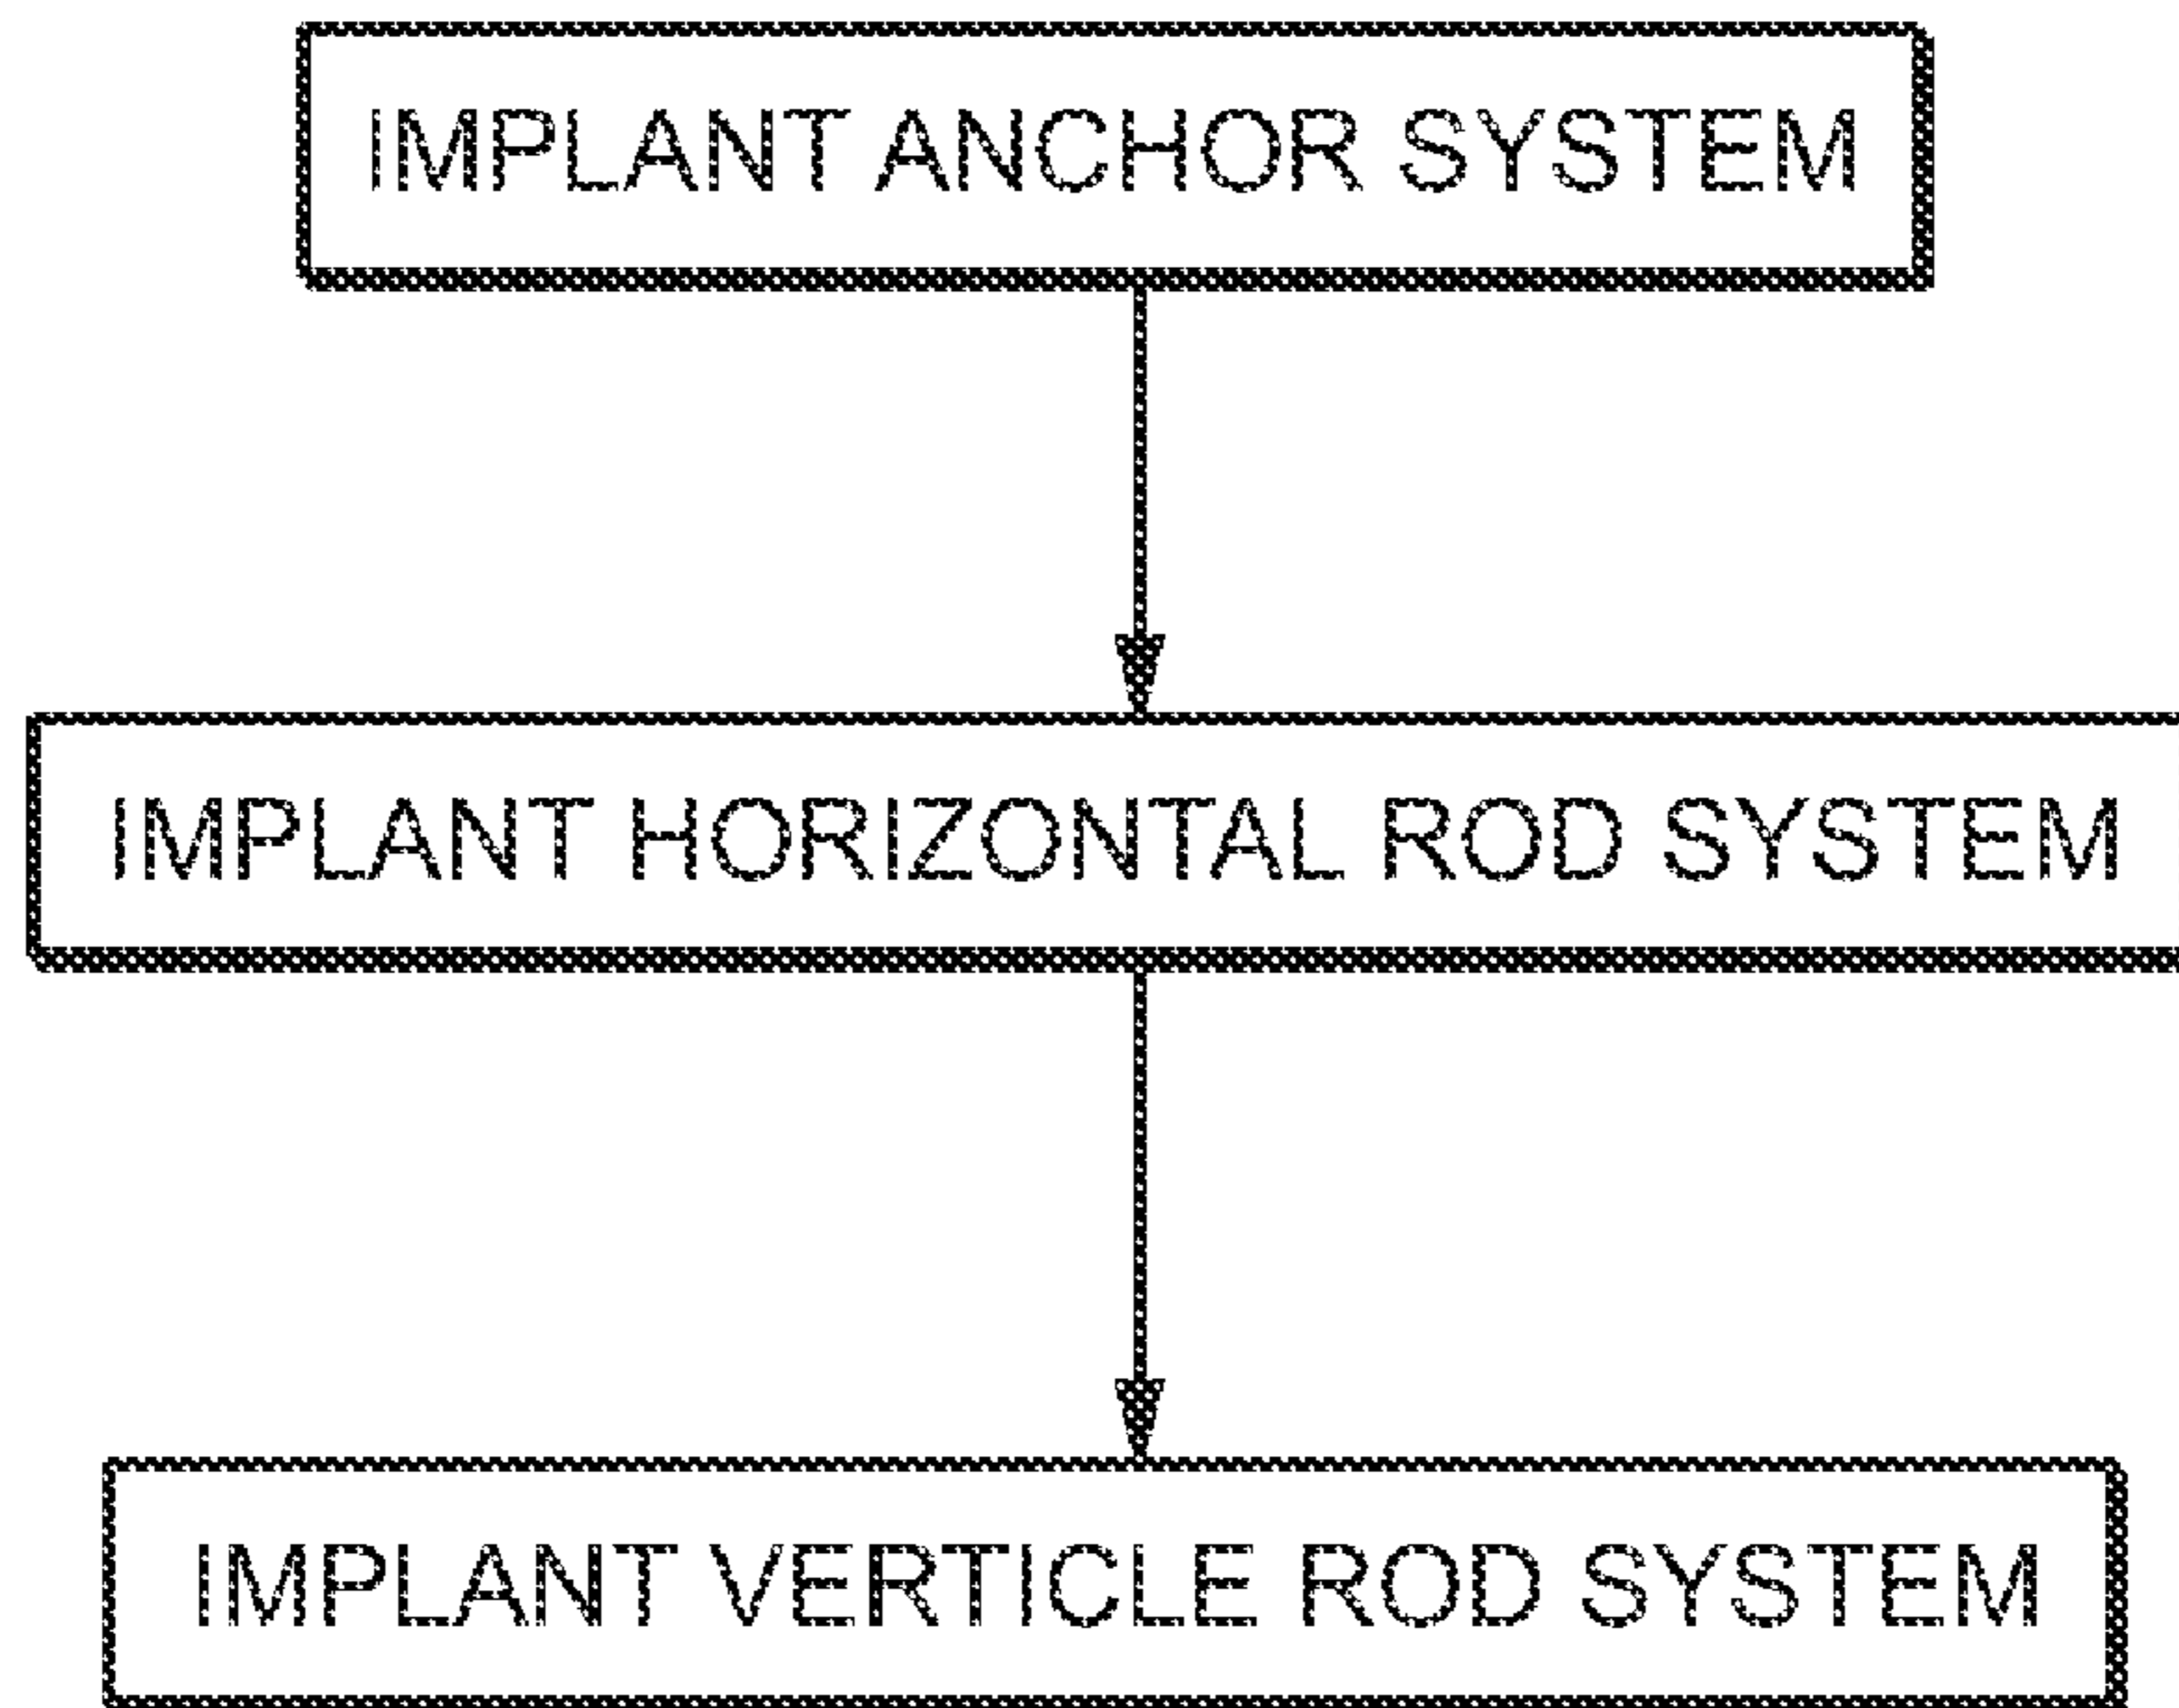 IMPLANT ANCHOR SYSTEM
IMPLANT HORIZONTAL ROD SYSTEM
IMPLANT VERTICLE ROD SYSTEM